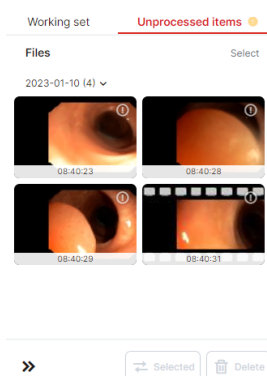 Working set Unprocessed items
Files Select
2023-01-10 (4)
08:40:23 08:40:28
08:40:29 08:40:31
Selected Delete